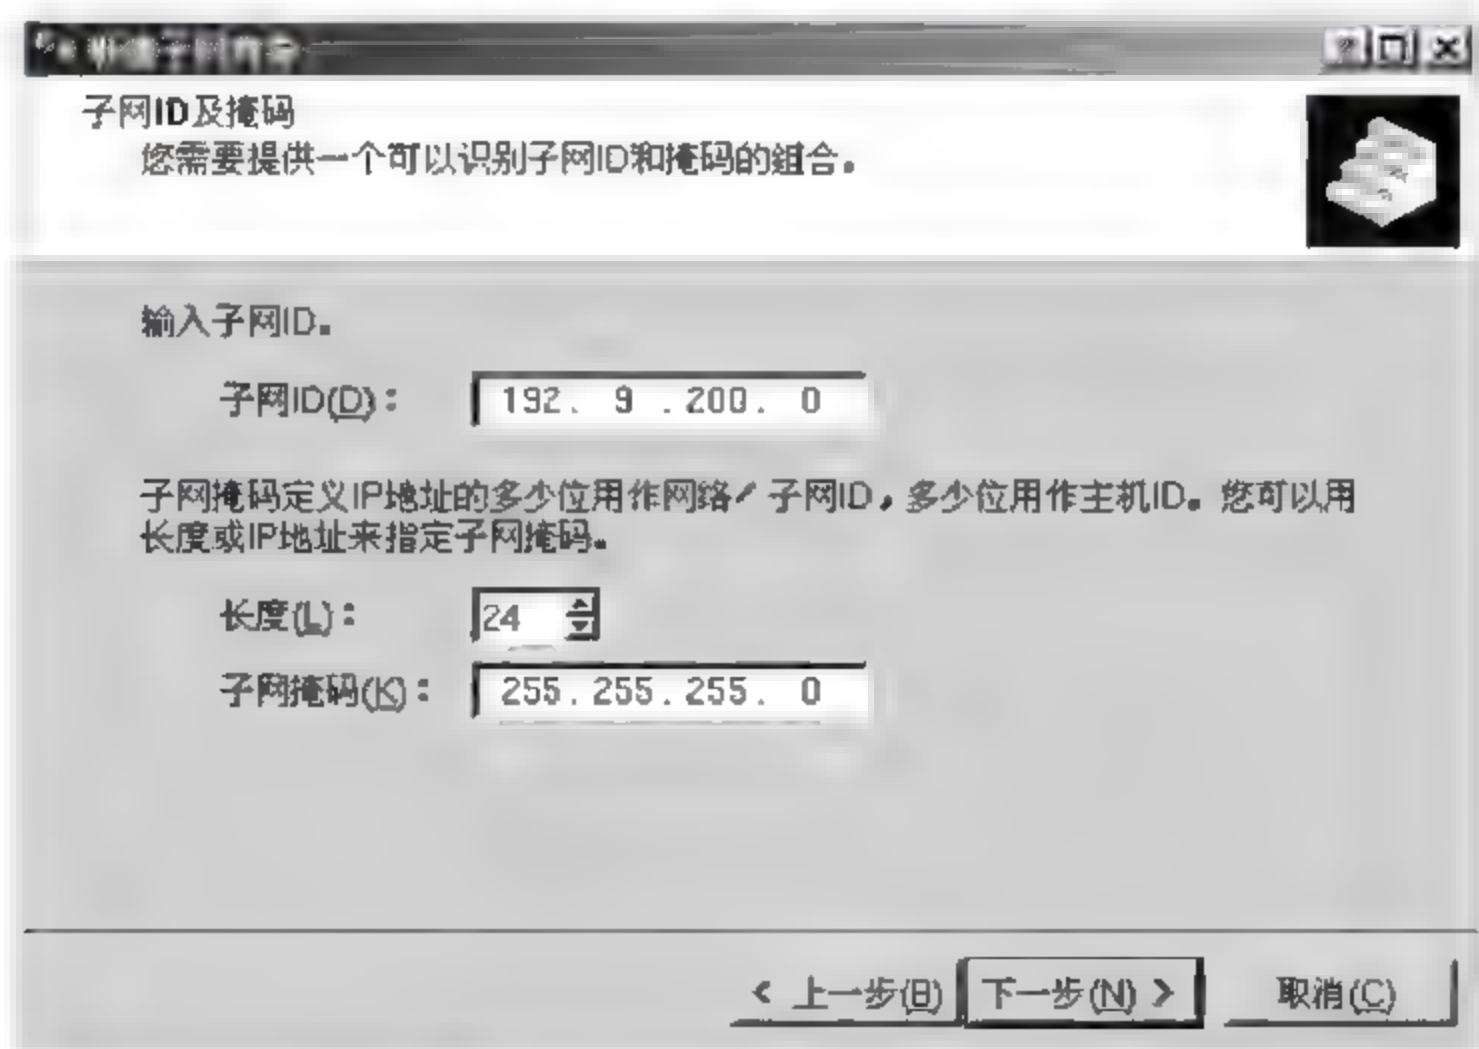 子网ID及掩码
您需要提供一个可以识别子网ID和掩码的组合。
输入子网ID。
子网ID(D)： 192. 9 .200. 0
子网掩码定义IP地址的多少位用作网络/ 子网ID，多少位用作主机ID。您可以用
长度或IP地址来指定子网掩码。
长度(L)： 24
子网掩码(K)： 255.255.255. 0
< 上一步(B) 下一步(N) > 取消(C)